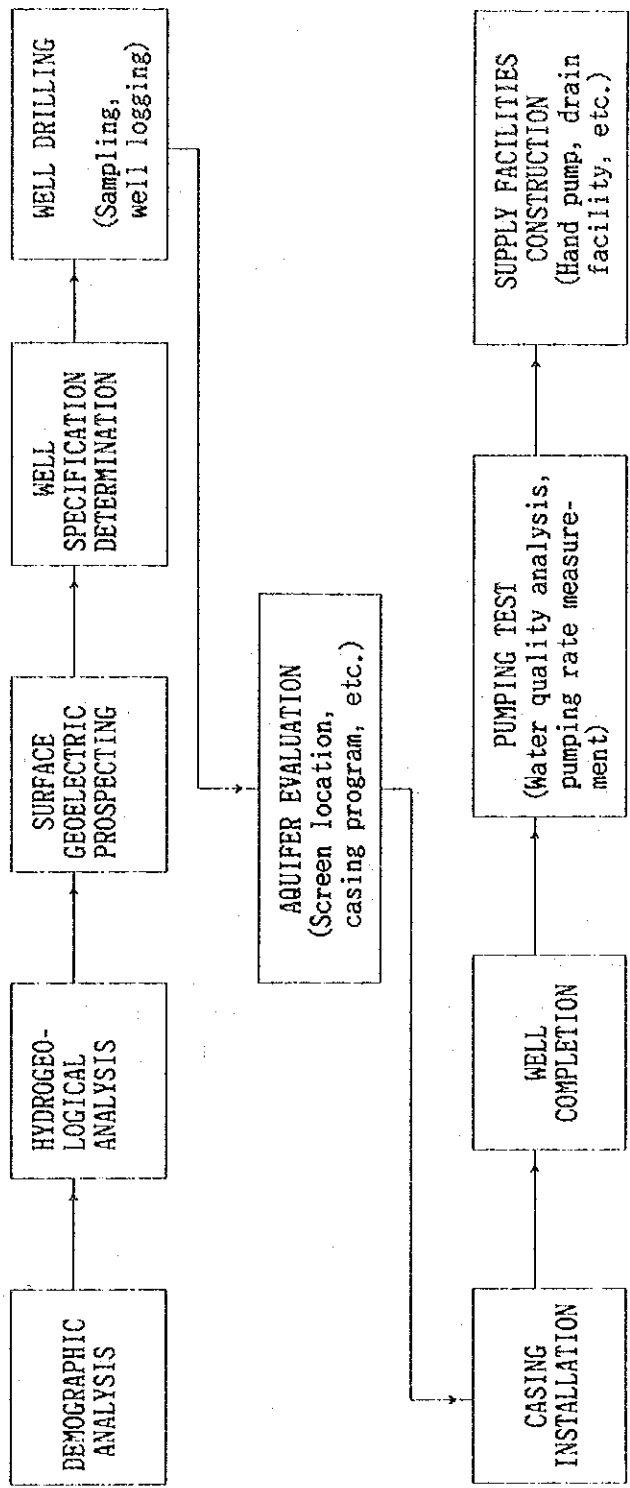 DEMOGRAPHIC
ANALYSIS
HYDROGEO-
LOGICAL
ANALYSIS
SURFACE
GEOELECTRIC
PROSPECTING
WELL
SPECIFICATION
DETERMINATION
WELL DRILLING
(Sampling,
well logging)
AQUIFER EVALUATION
(Screen location,
casing program, etc.)
CASING
INSTALLATION
WELL
COMPLETION
PUMPING TEST
(Water quality analysis,
pumping rate measure-
ment)
SUPPLY FACILITIES
CONSTRUCTION
(Hand pump, drain
facility, etc.)